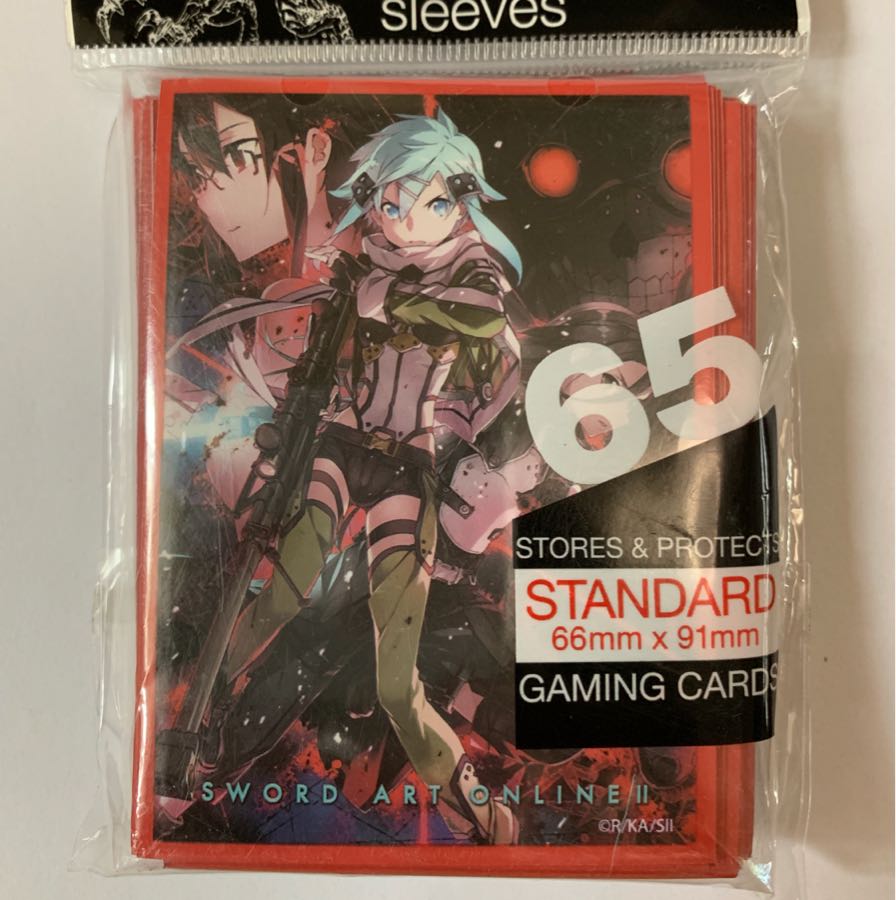 sleeves
65
STORES & PROTECTS
STANDARD
66mm x 91mm
GAMING CARDS
SWORD ART ONLINE II
©R/KA/SII